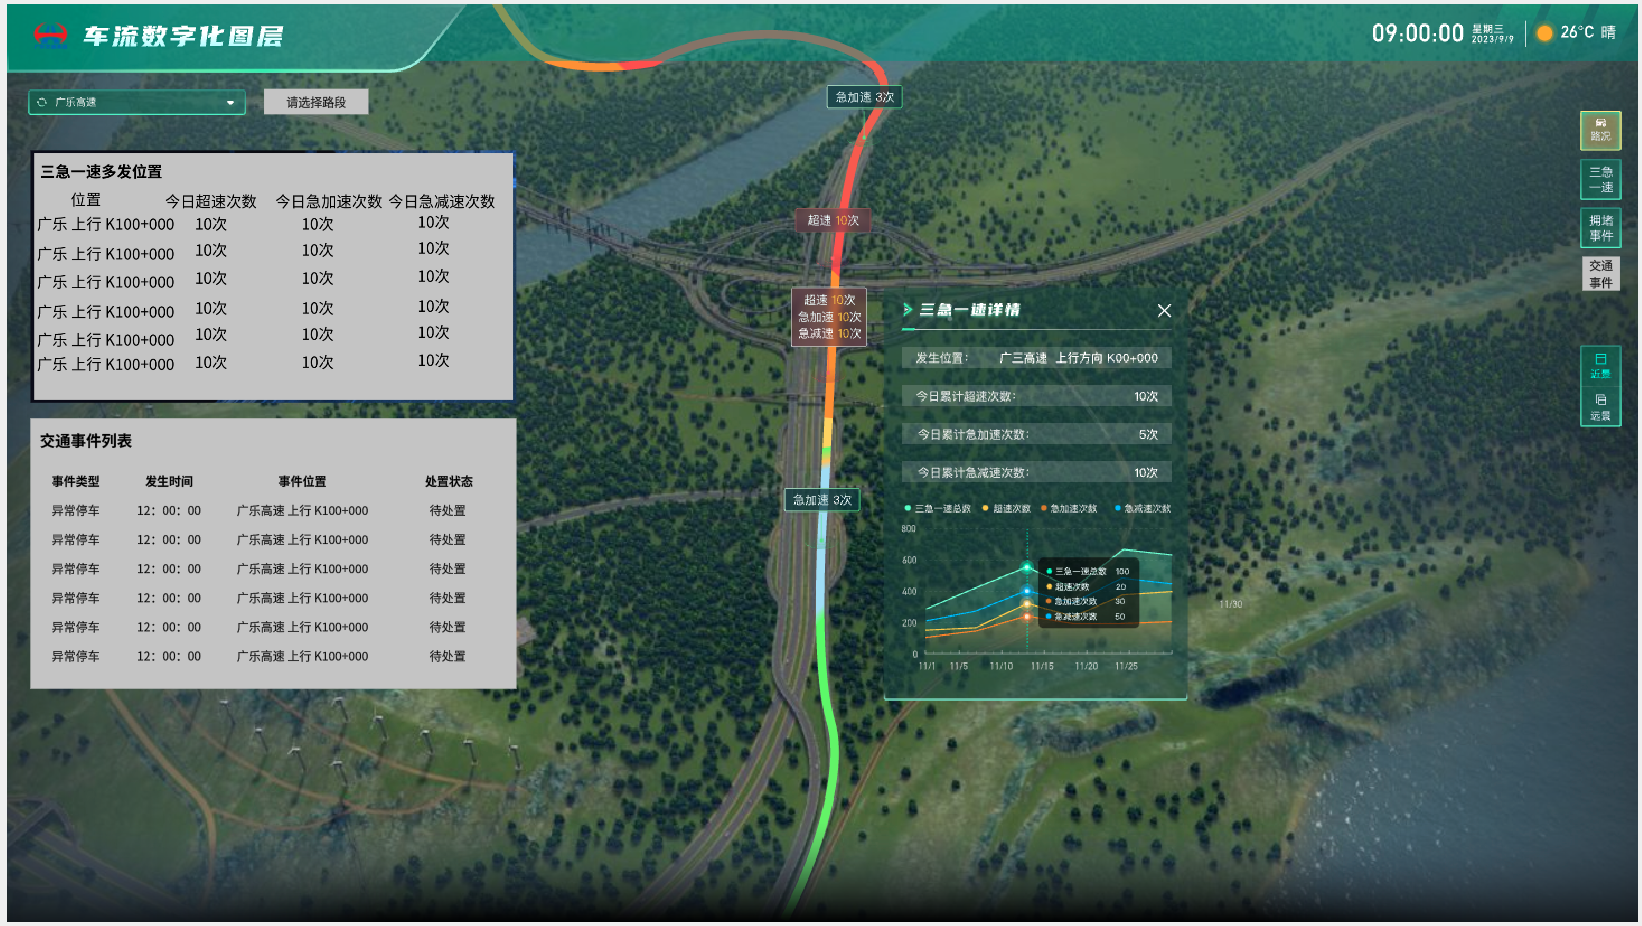 车流数字化图层
09:00:00 星期三 2023/9/9 26°C 晴
广乐高速
请选择路段
三急一速多发位置
位置 今日超速次数 今日急加速次数 今日急减速次数
广乐 上行 K100+000 10次 10次 10次
广乐 上行 K100+000 10次 10次 10次
广乐 上行 K100+000 10次 10次 10次
广乐 上行 K100+000 10次 10次 10次
广乐 上行 K100+000 10次 10次 10次
广乐 上行 K100+000 10次 10次 10次
交通事件列表
事件类型 发生时间 事件位置 处置状态
异常停车 12：00：00 广乐高速 上行 K100+000 待处置
异常停车 12：00：00 广乐高速 上行 K100+000 待处置
异常停车 12：00：00 广乐高速 上行 K100+000 待处置
异常停车 12：00：00 广乐高速 上行 K100+000 待处置
异常停车 12：00：00 广乐高速 上行 K100+000 待处置
异常停车 12：00：00 广乐高速 上行 K100+000 待处置
急加速 3次
超速 10次
超速 10次
急加速 10次
急减速 10次
急加速 3次
三急一速详情
发生位置： 广三高速 上行方向 K00+000
今日累计超速次数： 10次
今日累计急加速次数： 5次
今日累计急减速次数： 10次
三急一速总数 超速次数 急加速次数 急减速次数
800
600
400
200
0
11/1 11/5 11/10 11/15 11/20 11/25
11/30
三急一速总数 100
超速次数 20
急加速次数 30
急减速次数 50
路况
三急
一速
拥堵
事件
交通
事件
近景
远景